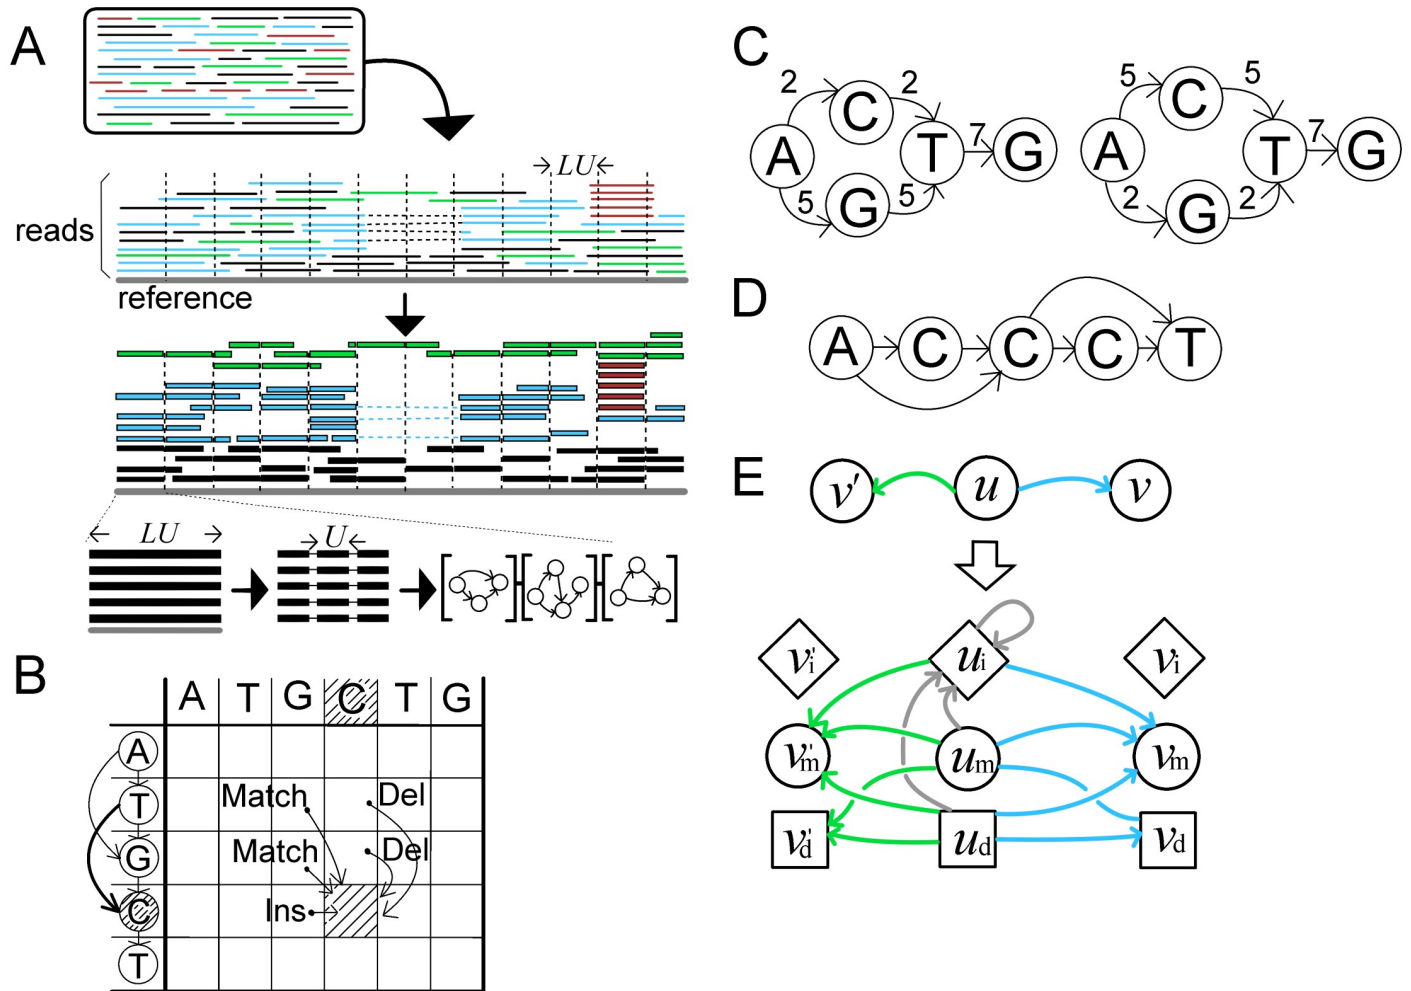 A
LU
reads
reference
LU
U
B
A T G C T G
A
T
G
C
T
Match
Del
Match
Del
Ins
C
2 2
A C T 7 G
5 G 5
5 5
A C T 7 G
2 G 2
D
A C C C T
E
v' u v
v'i ui vi
v'm um vm
v'd ud vd